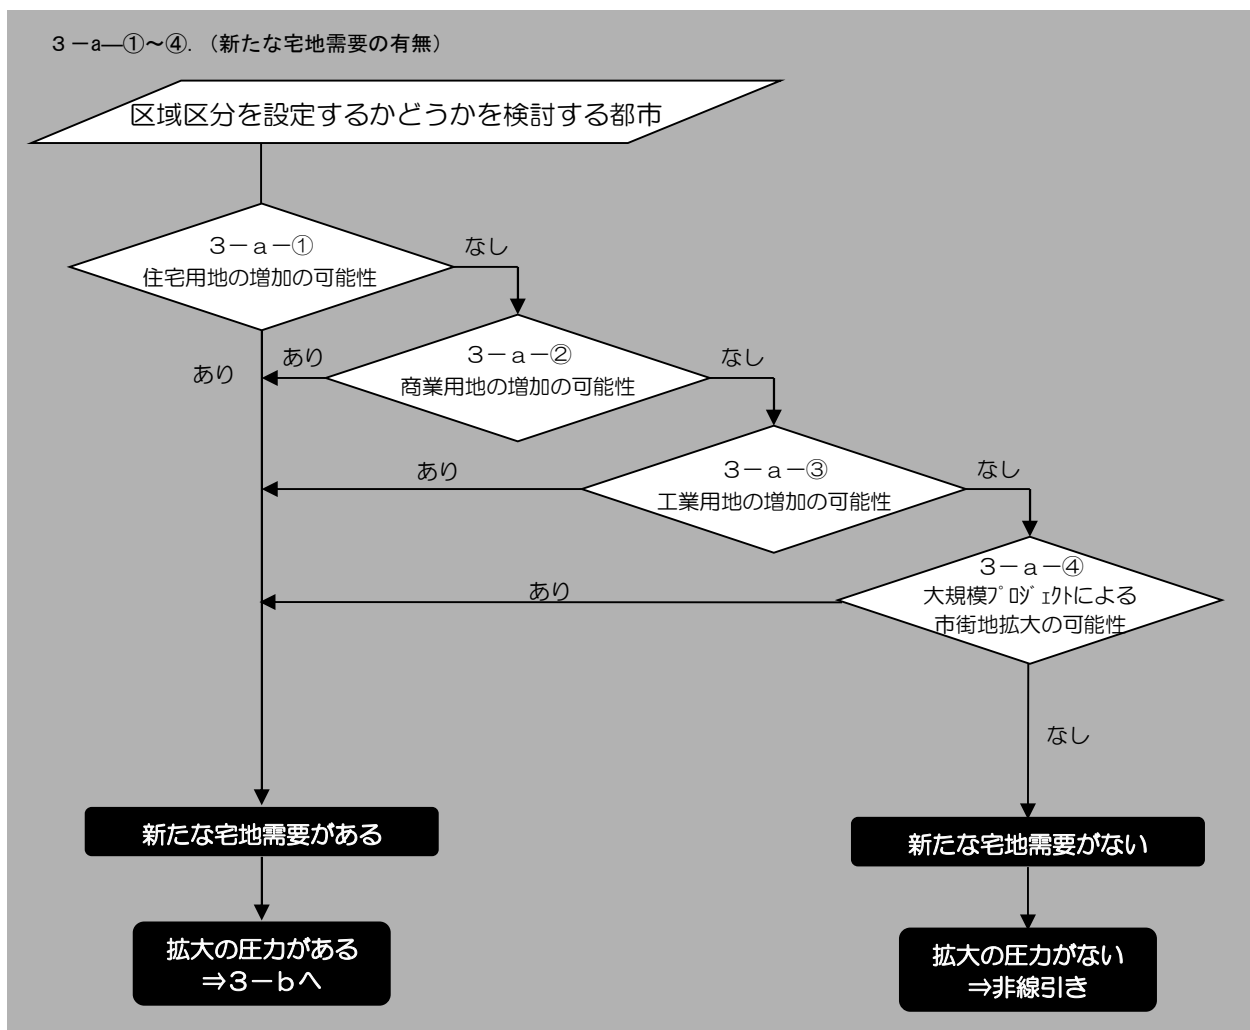 3－a―①～④. （新たな宅地需要の有無）
区域区分を設定するかどうかを検討する都市
３－ａ－①
住宅用地の増加の可能性
なし
３－ａ－②
商業用地の増加の可能性
あり
あり
なし
３－ａ－③
工業用地の増加の可能性
あり
なし
３－ａ－④
大規模ﾌﾟﾛｼﾞｪｸﾄによる
市街地拡大の可能性
あり
なし
新たな宅地需要がある
新たな宅地需要がない
拡大の圧力がある
⇒３－ｂへ
拡大の圧力がない
⇒非線引き